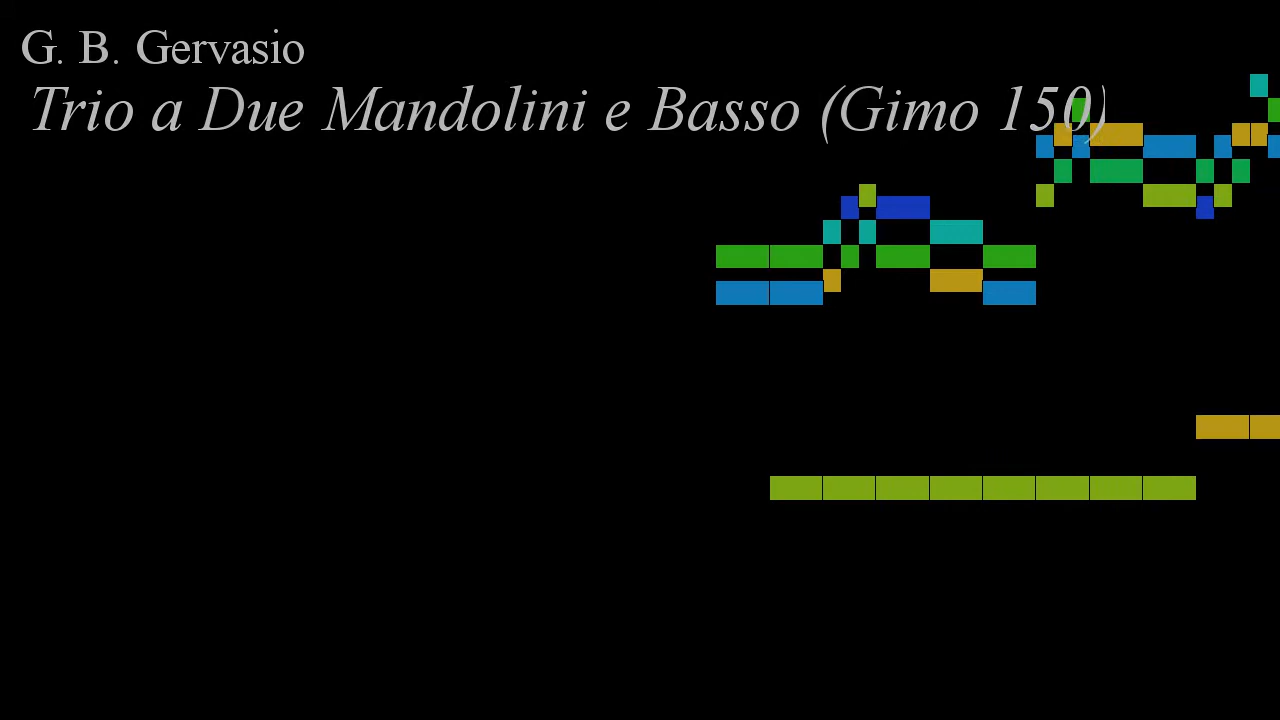 G. B. Gervasio
Trio a Due Mandolini e Basso (Gimo 150)